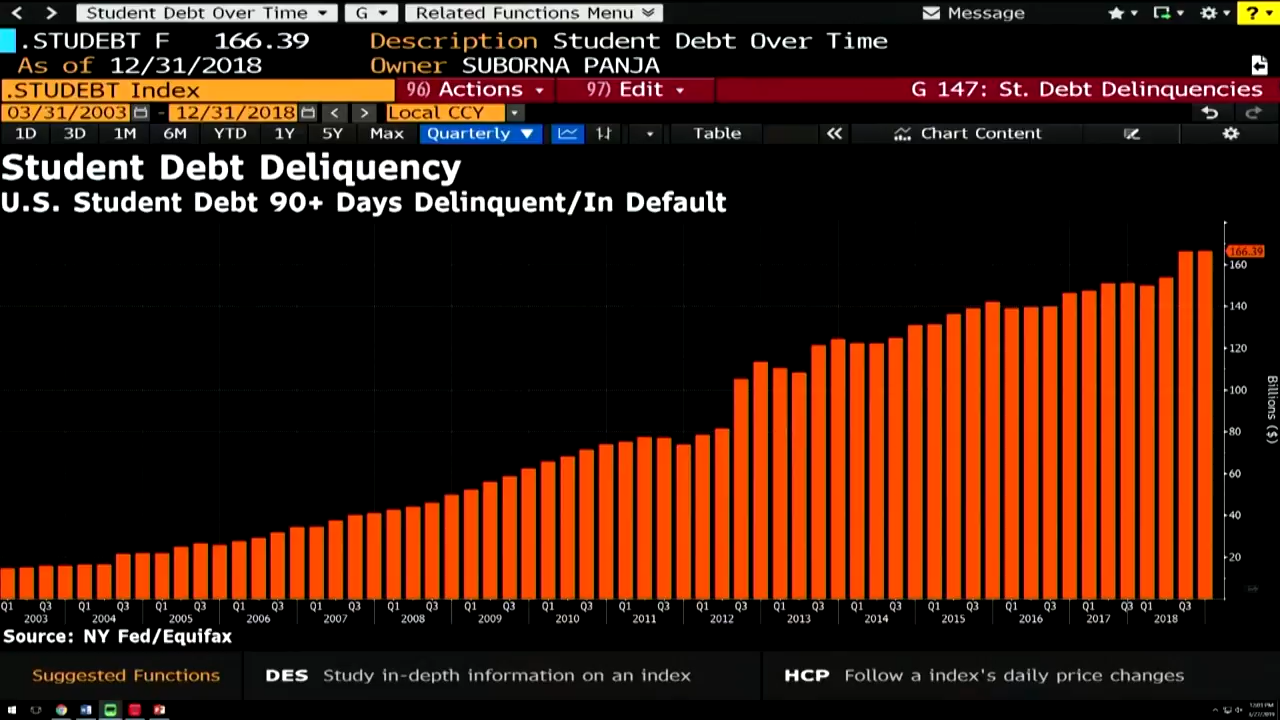 Student Debt Over Time G Related Functions Menu Message ?
.STUDEBT F 166.39 Description Student Debt Over Time
As of 12/31/2018 Owner SUBORNA PANJA
.STUDEBT Index 96) Actions 97) Edit G 147: St. Debt Delinquencies
03/31/2003 - 12/31/2018 < > Local CCY
1D 3D 1M 6M YTD 1Y 5Y Max Quarterly Table Chart Content
Student Debt Deliquency
U.S. Student Debt 90+ Days Delinquent/In Default
166.39
160
140
120
100
80
60
40
20
Billions ($)
Q1 Q3 Q1 Q3 Q1 Q3 Q1 Q3 Q1 Q3 Q1 Q3 Q1 Q3 Q1 Q3 Q1 Q3 Q1 Q3 Q1 Q3 Q1 Q3 Q1 Q3 Q1 Q3 Q1 Q3 Q1 Q3
2003 2004 2005 2006 2007 2008 2009 2010 2011 2012 2013 2014 2015 2016 2017 2018
Source: NY Fed/Equifax
Suggested Functions DES Study in-depth information on an index HCP Follow a index's daily price changes